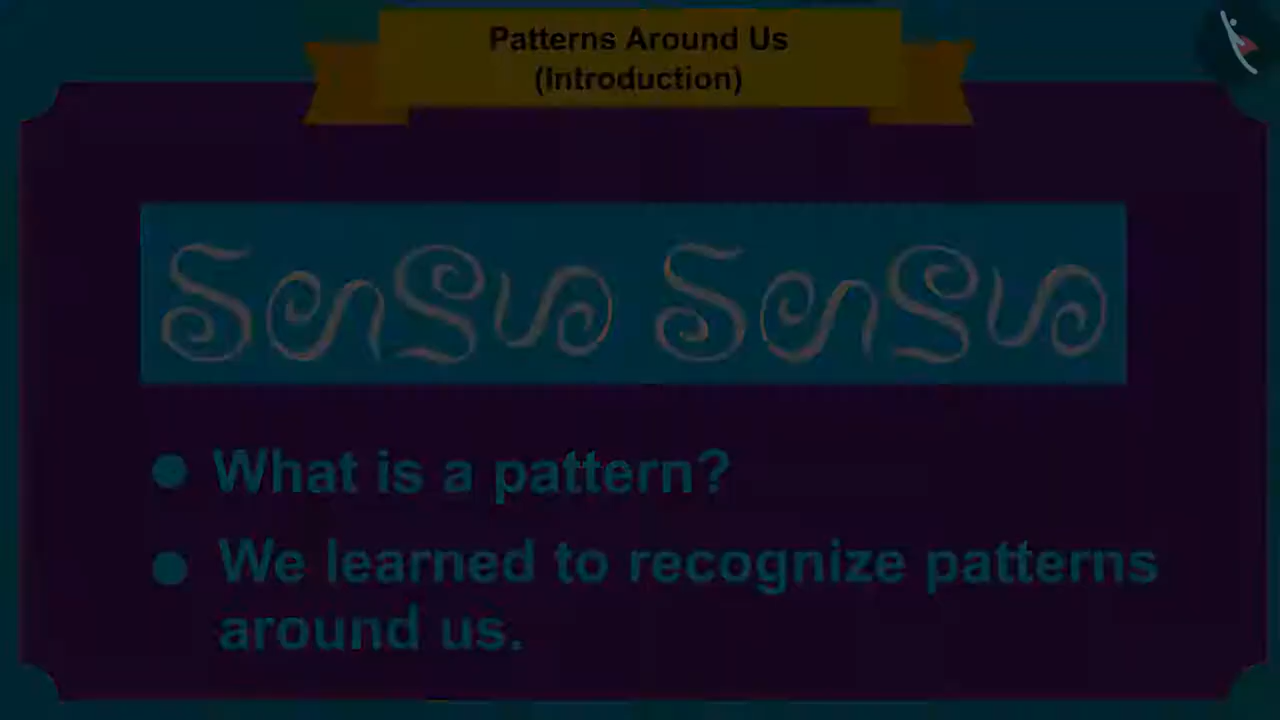 Patterns Around Us
(Introduction)
What is a pattern?
We learned to recognize patterns
around us.